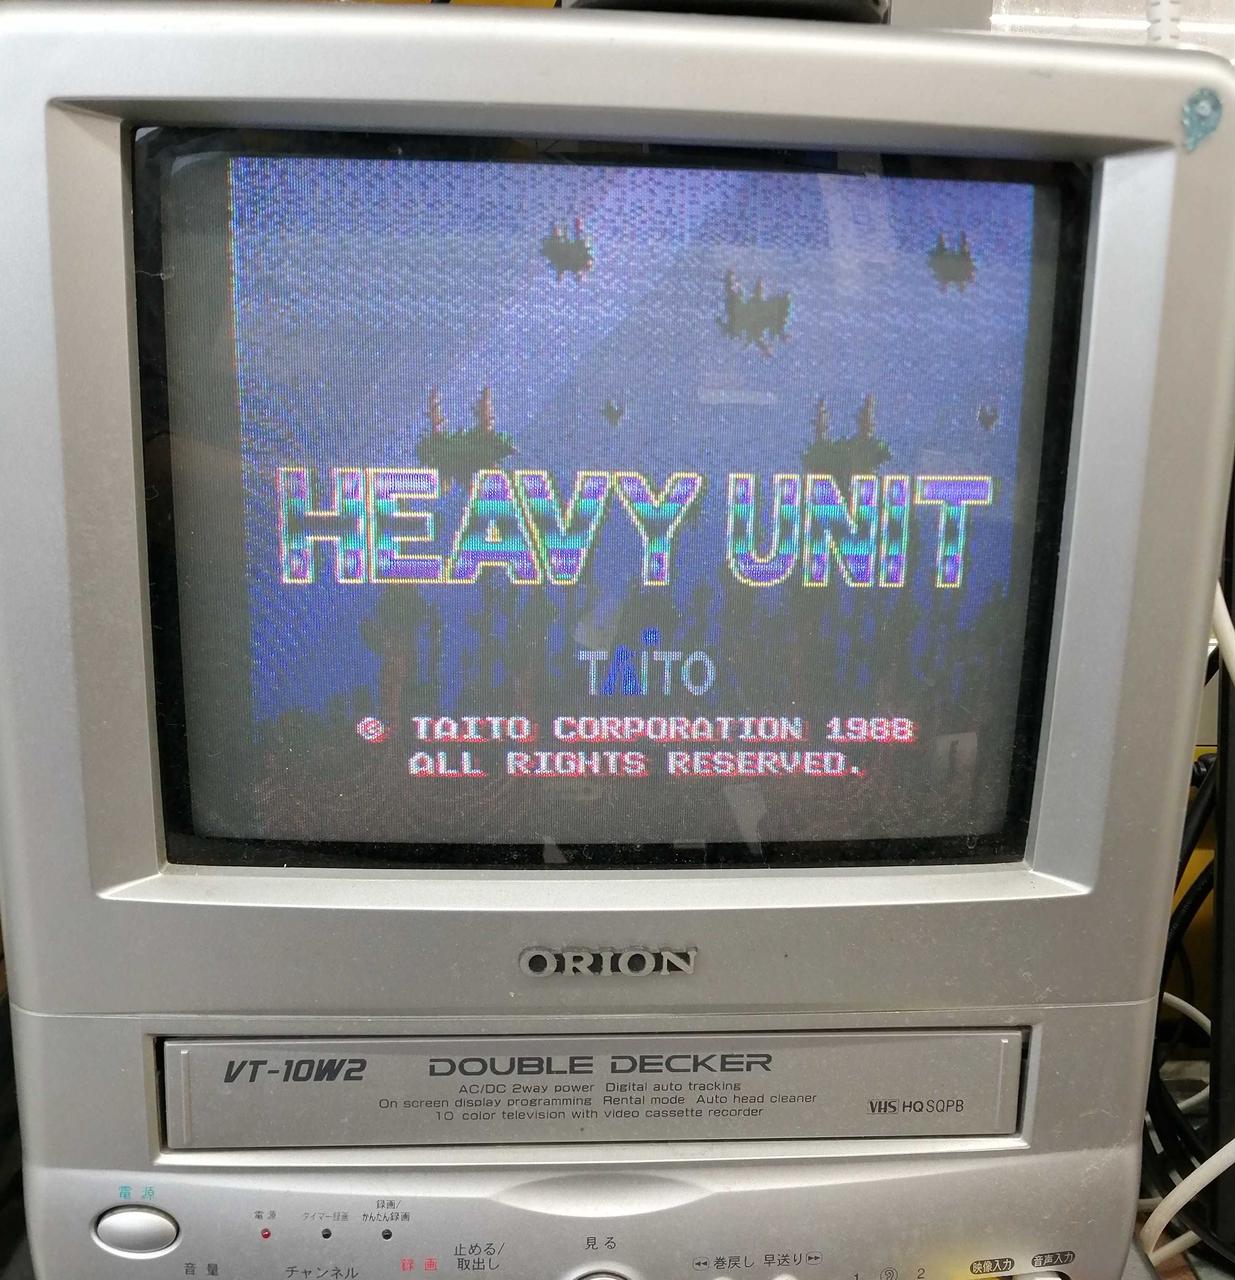 HEAVY UNIT
TAITO
© TAITO CORPORATION 1988
ALL RIGHTS RESERVED.
ORION
VT-10W2 DOUBLE DECKER
AC/DC 2way power Digital auto tracking
On screen display programming Rental mode Auto head cleaner
10 color television with video cassette recorder
VHS HQ SQPB
電源
電源 タイマー録画 録画/
かんたん録画
音量 チャンネル 録画 止める/
取出し
見る
巻戻し 早送り
1 2
映像入力 音声入力